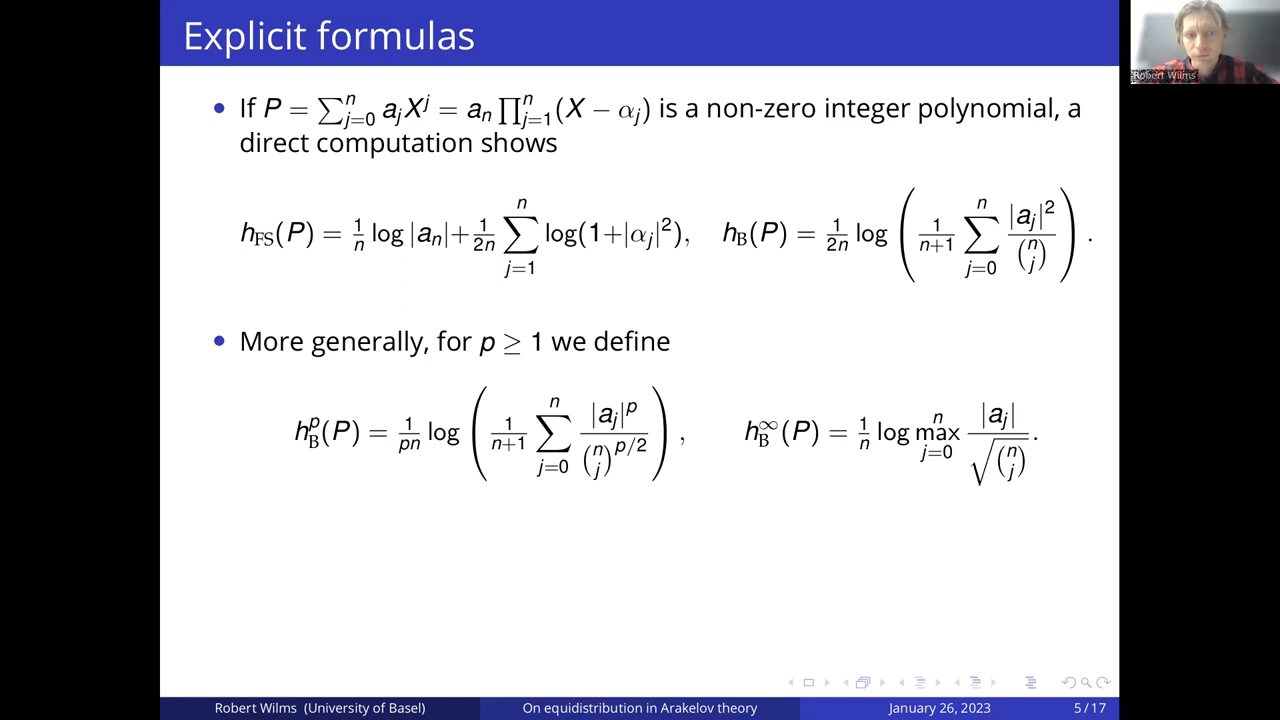 Explicit formulas
Robert Wilms
• If P = ∑_{j=0}^{n} a_j X^j = a_n ∏_{j=1}^{n} (X − α_j) is a non-zero integer polynomial, a
direct computation shows
h_FS(P) = 1/n log |a_n| + 1/2n ∑_{j=1}^{n} log(1+|α_j|²), h_B(P) = 1/2n log ( 1/n+1 ∑_{j=0}^{n} |a_j|² / (n j) ) .
• More generally, for p ≥ 1 we define
h_B^p(P) = 1/pn log ( 1/n+1 ∑_{j=0}^{n} |a_j|^p / (n j)^{p/2} ) , h_B^∞(P) = 1/n log max_{j=0}^{n} |a_j| / √(n j) .
Robert Wilms (University of Basel) On equidistribution in Arakelov theory January 26, 2023 5 / 17